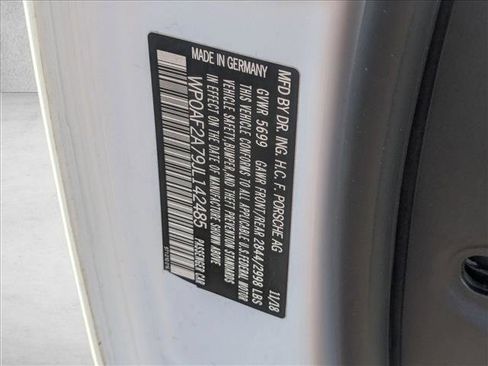 MFD BY DR. ING. H.C. F. PORSCHE AG
11/18
GVWR 5699 GAWR FRONT/REAR 2844/2998 LBS
THIS VEHICLE CONFORMS TO ALL APPLICABLE U.S. FEDERAL MOTOR
VEHICLE SAFETY, BUMPER, AND THEFT PREVENTION STANDARDS
IN EFFECT ON THE DATE OF MANUFACTURE SHOWN ABOVE
WP0AF2A79JL142485 PASSENGER CAR
MADE IN GERMANY